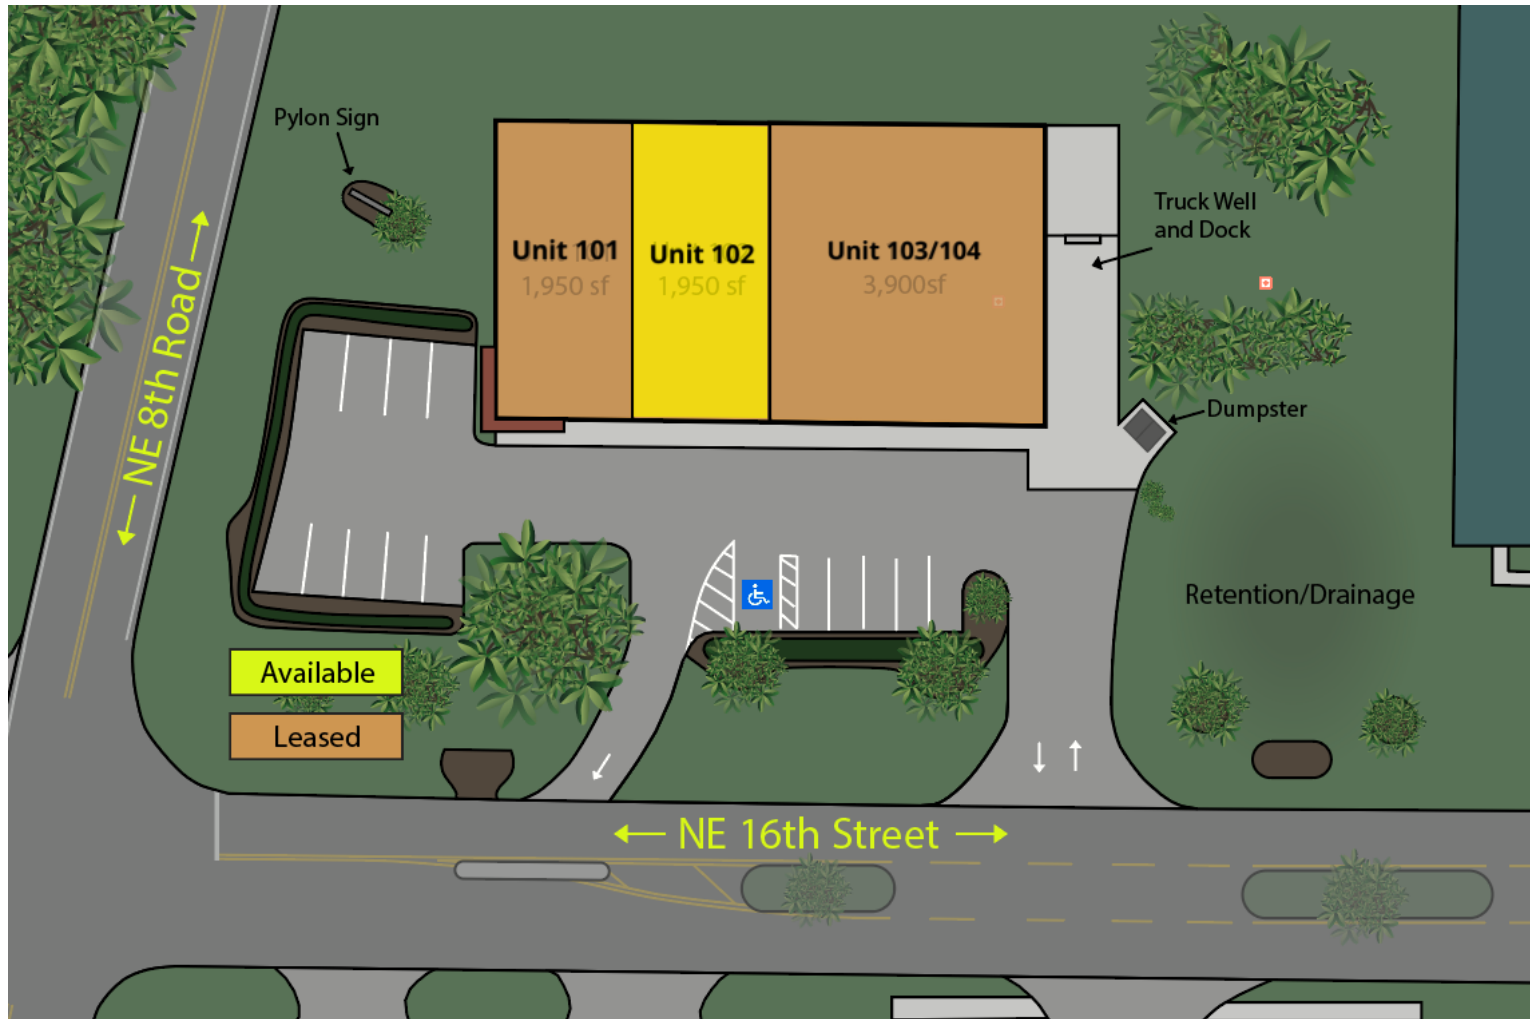 Pylon Sign
Unit 101
1,950 sf
Unit 102
1,950 sf
Unit 103/104
3,900sf
Truck Well
and Dock
NE 8th Road
Dumpster
Retention/Drainage
Available
Leased
NE 16th Street